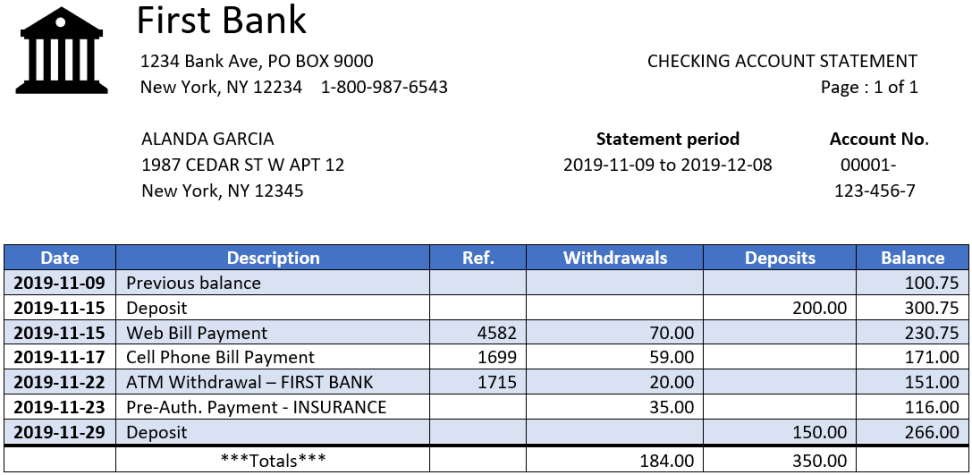 First Bank
1234 Bank Ave, PO BOX 9000
CHECKING ACCOUNT STATEMENT
New York, NY 12234 1-800-987-6543
Page : 1 of 1
ALANDA GARCIA
Statement period
Account No.
1987 CEDAR ST W APT 12
2019-11-09 to 2019-12-08
00001-
New York, NY 12345
123-456-7
Date Description Ref. Withdrawals Deposits Balance
2019-11-09 Previous balance 100.75
2019-11-15 Deposit 200.00 300.75
2019-11-15 Web Bill Payment 4582 70.00 230.75
2019-11-17 Cell Phone Bill Payment 1699 59.00 171.00
2019-11-22 ATM Withdrawal – FIRST BANK 1715 20.00 151.00
2019-11-23 Pre-Auth. Payment - INSURANCE 35.00 116.00
2019-11-29 Deposit 150.00 266.00
***Totals*** 184.00 350.00